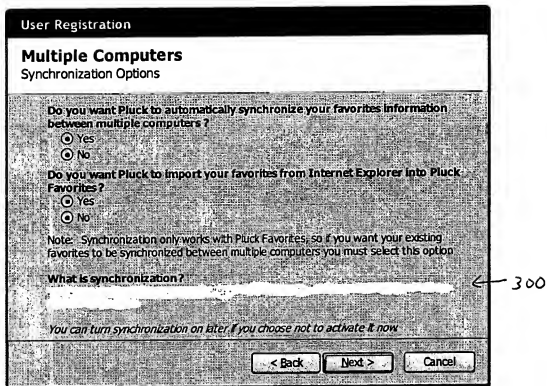 User Registration
Multiple Computers
Synchronization Options
Do you want Pluck to automatically synchronize your favorites information
between multiple computers ?
Yes
No
Do you want Pluck to import your favorites from Internet Explorer into Pluck
Favorites ?
Yes
No
Note: Synchronization only works with Pluck Favorites, so if you want your existing
favorites to be synchronized between multiple computers you must select this option
What is synchronization ?
300
You can turn synchronization on later if you choose not to activate it now
< Back Next > Cancel